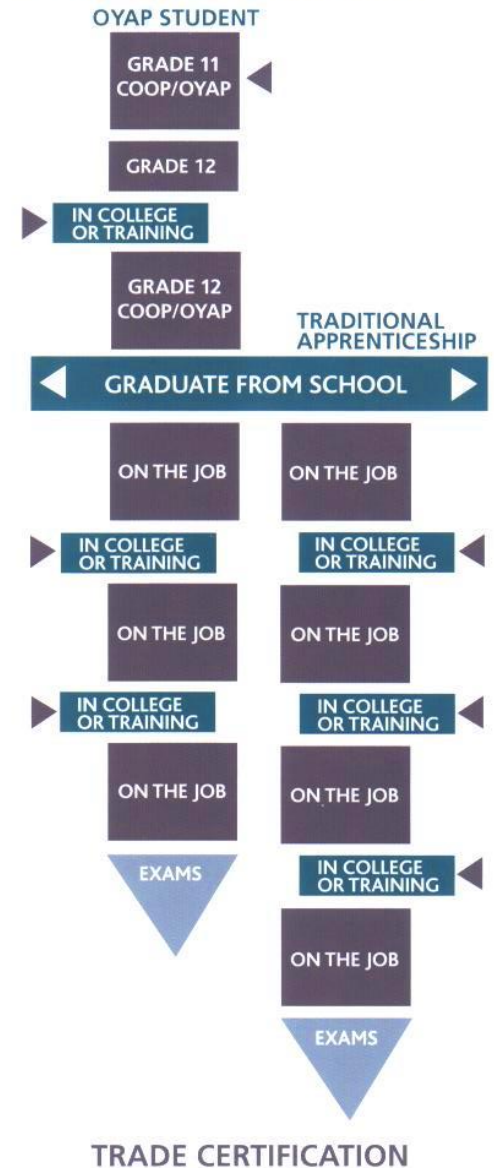 OYAP STUDENT
GRADE 11
COOP/OYAP
GRADE 12
IN COLLEGE
OR TRAINING
GRADE 12
COOP/OYAP
TRADITIONAL
APPRENTICESHIP
GRADUATE FROM SCHOOL
ON THE JOB
ON THE JOB
IN COLLEGE
OR TRAINING
IN COLLEGE
OR TRAINING
ON THE JOB
ON THE JOB
IN COLLEGE
OR TRAINING
IN COLLEGE
OR TRAINING
ON THE JOB
ON THE JOB
EXAMS
IN COLLEGE
OR TRAINING
ON THE JOB
EXAMS
TRADE CERTIFICATION